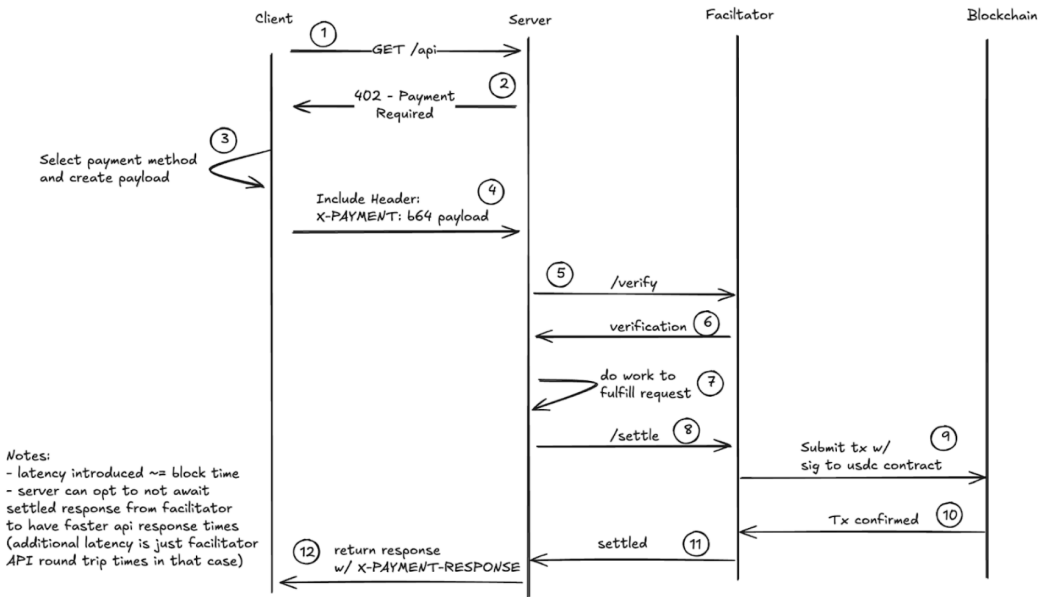 Client
Server
Faciltator
Blockchain
1
GET /api
2
402 - Payment
Required
3
Select payment method
and create payload
4
Include Header:
X-PAYMENT: b64 payload
5
/verify
verification
6
do work to
fulfill request
7
/settle
8
9
Submit tx w/
sig to usdc contract
Tx confirmed
10
settled
11
12
return response
w/ X-PAYMENT-RESPONSE
Notes:
- latency introduced ~= block time
- server can opt to not await
settled response from facilitator
to have faster api response times
(additional latency is just facilitator
API round trip times in that case)